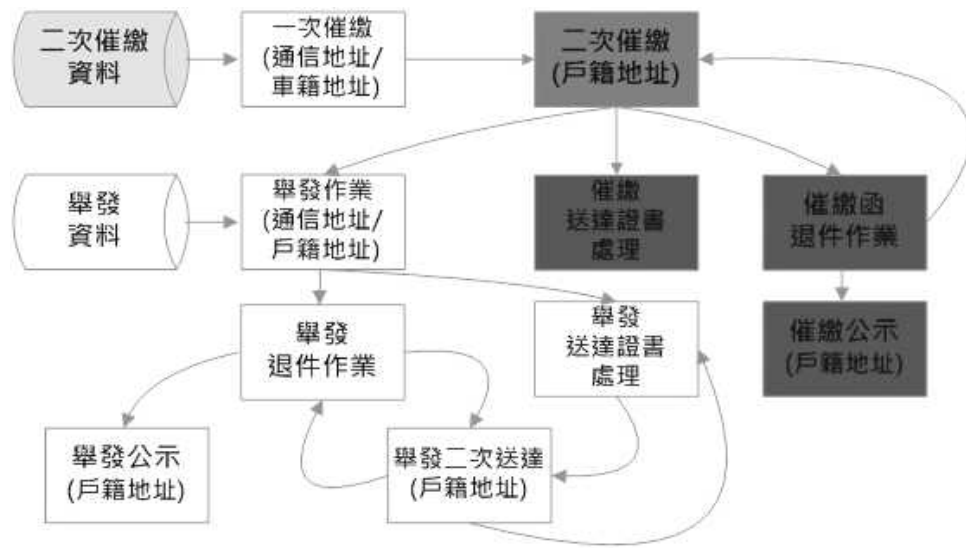 二次催繳
資料
一次催繳
(通信地址/
車籍地址)
二次催繳
(戶籍地址)
舉發
資料
舉發作業
(通信地址/
戶籍地址)
催繳
送達證書
處理
催繳函
退件作業
舉發
退件作業
舉發
送達證書
處理
催繳公示
(戶籍地址)
舉發公示
(戶籍地址)
舉發二次送達
(戶籍地址)